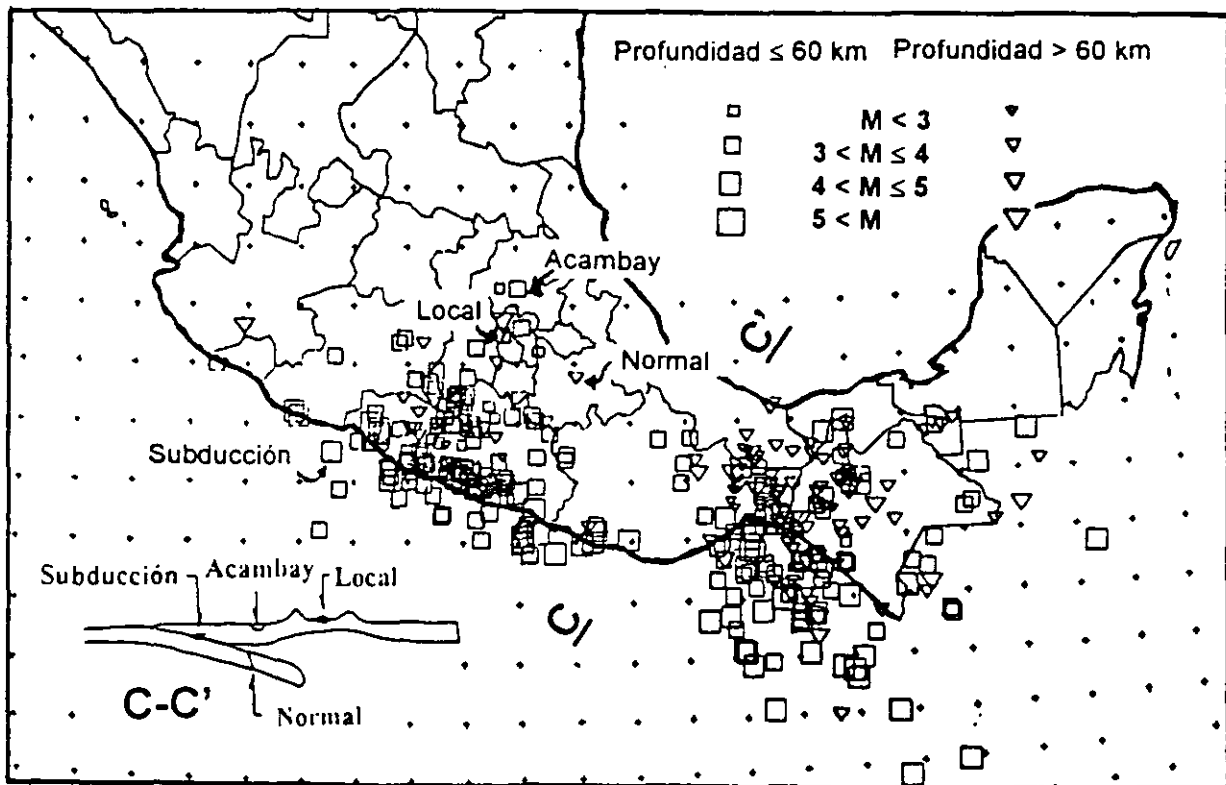 Profundidad ≤ 60 km Profundidad > 60 km
M < 3
3 < M ≤ 4
4 < M ≤ 5
5 < M
Acambay
Local
Normal
C'
Subducción
C
Subducción Acambay Local
C-C'
Normal